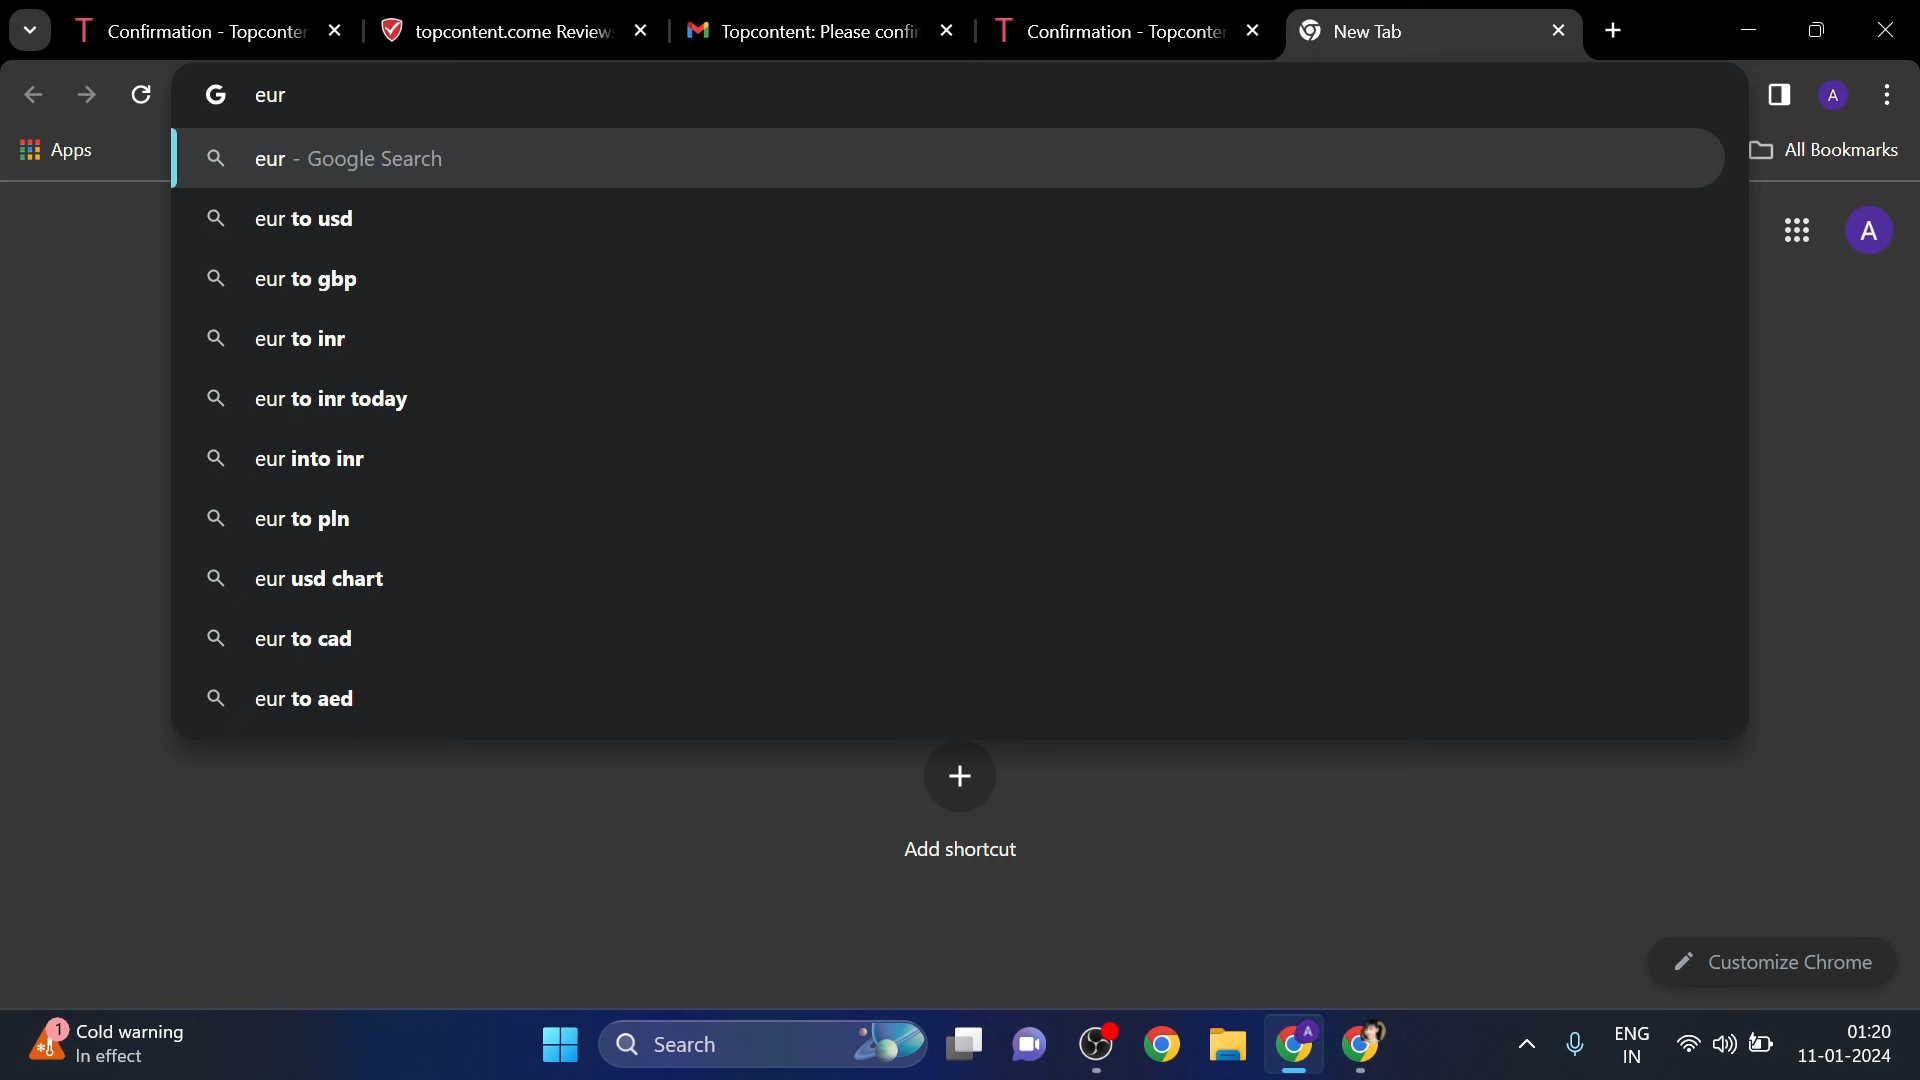 Confirmation - Topconter
topcontent.come Review
Topcontent: Please confir
Confirmation - Topconter
New Tab
eur
Apps
All Bookmarks
eur - Google Search
eur to usd
A
A
eur to gbp
eur to inr
eur to inr today
eur into inr
eur to pln
eur usd chart
eur to cad
eur to aed
Add shortcut
Customize Chrome
1
Cold warning
In effect
Search
A
ENG
IN
01:20
11-01-2024